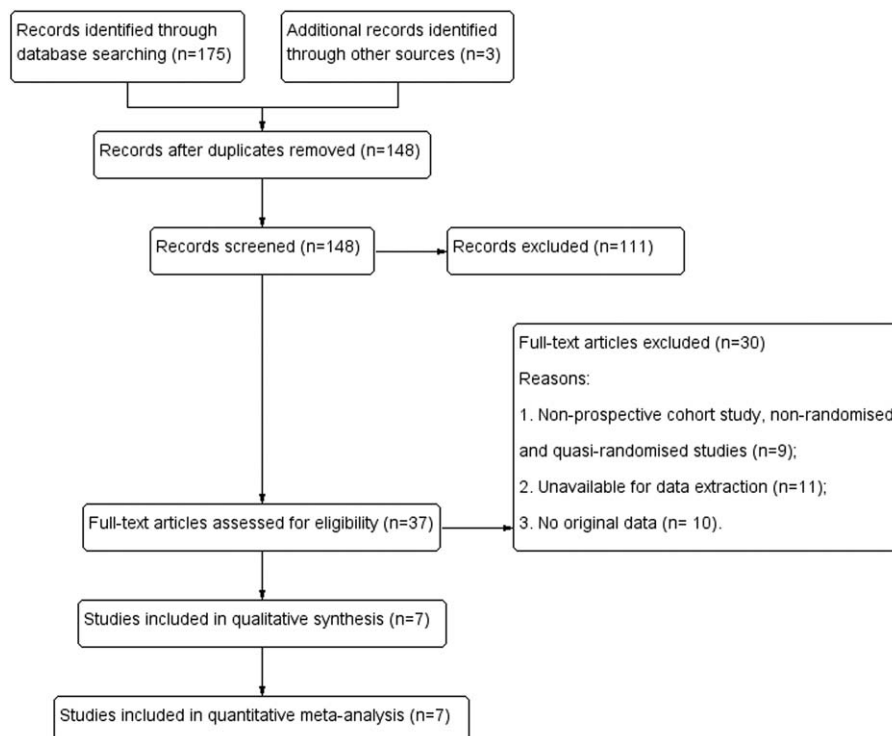 Records identified through
database searching (n=175)
Additional records identified
through other sources (n=3)
Records after duplicates removed (n=148)
Records screened (n=148)
Records excluded (n=111)
Full-text articles excluded (n=30)
Reasons:
1. Non-prospective cohort study, non-randomised
and quasi-randomised studies (n=9);
2. Unavailable for data extraction (n=11);
3. No original data (n= 10).
Full-text articles assessed for eligibility (n=37)
Studies included in qualitative synthesis (n=7)
Studies included in quantitative meta-analysis (n=7)